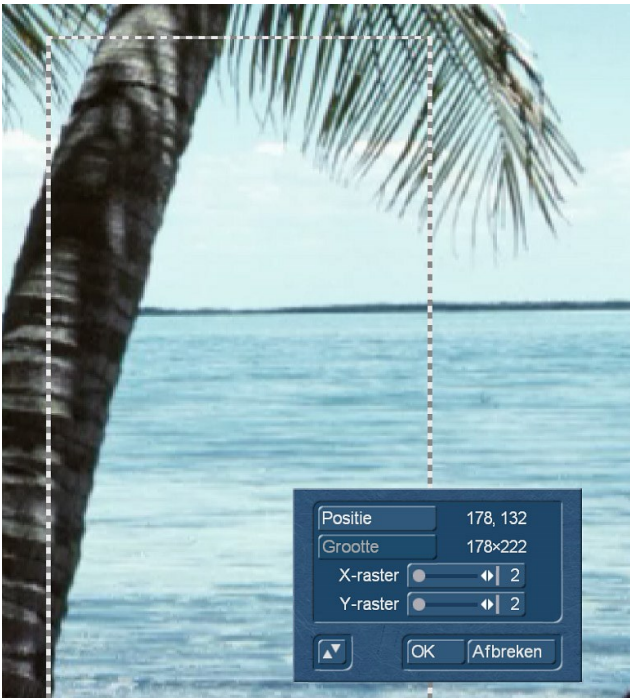 Positie 178, 132
Grootte 178×222
X-raster 2
Y-raster 2
OK Afbreken